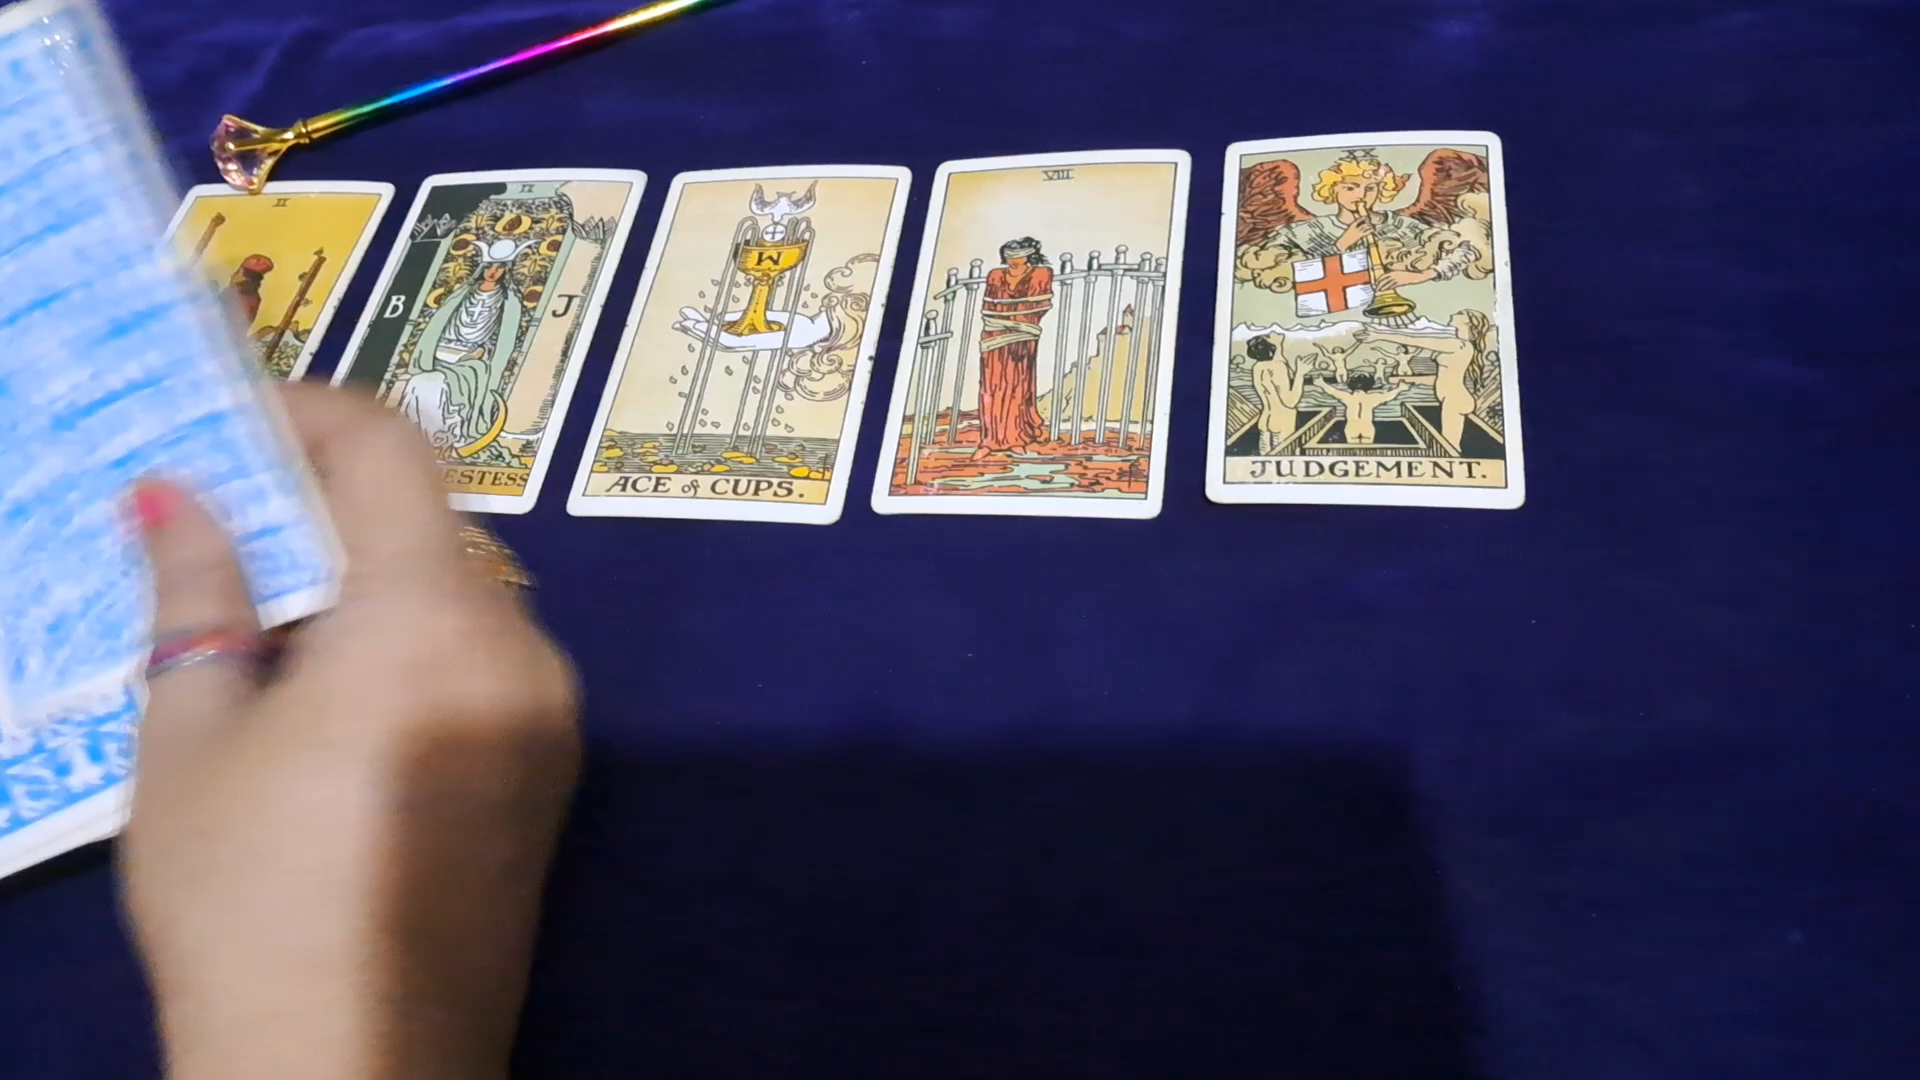 II
II
B
J
ESTESS
W
ACE of CUPS.
VIII
XX
JUDGEMENT.